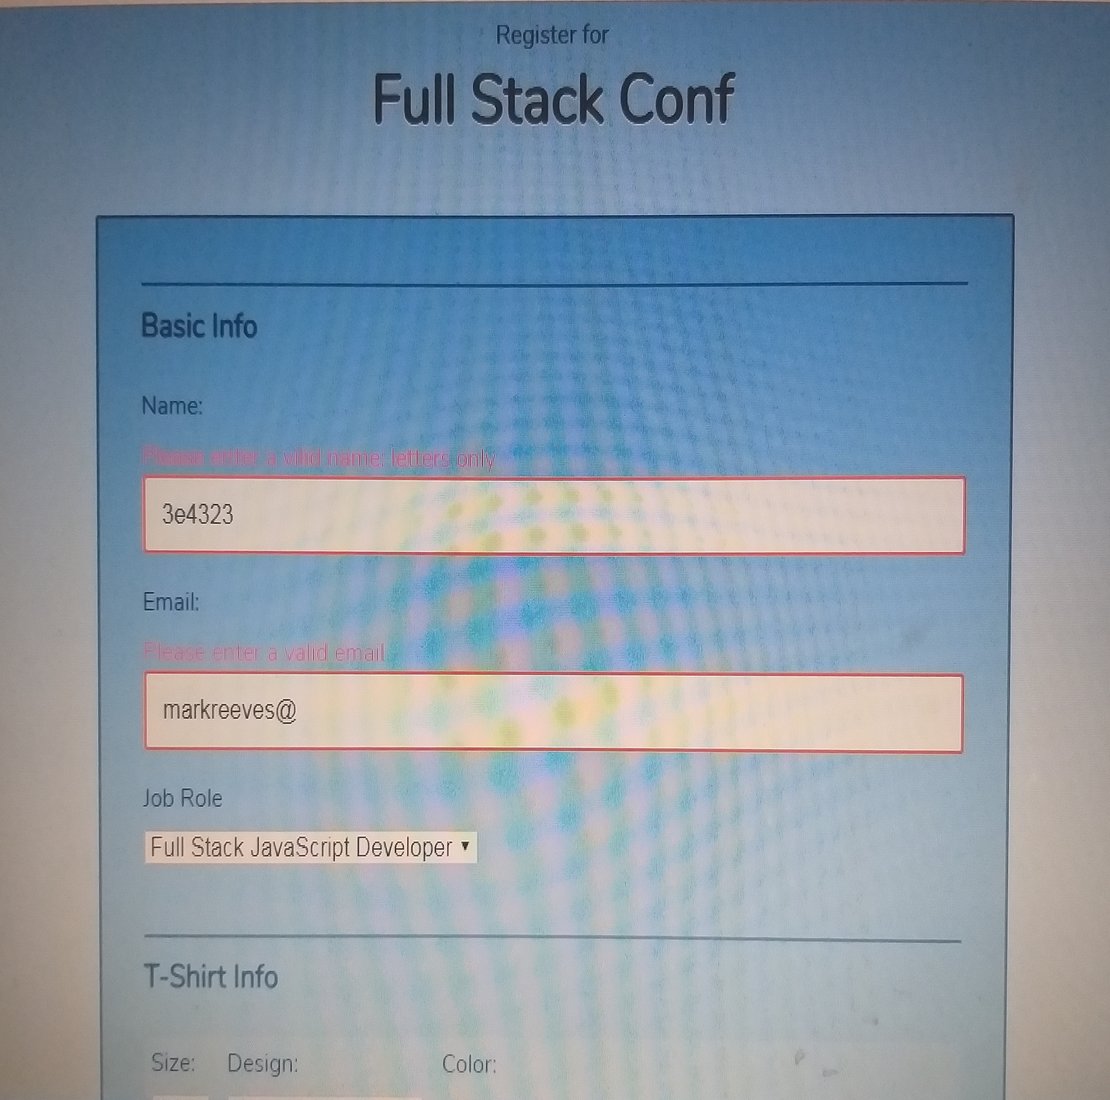 Register for
Full Stack Conf
Basic Info
Name:
Please enter a vilid name: letters only
3e4323
Email:
Please enter a valid email
markreeves@
Job Role
Full Stack JavaScript Developer
T-Shirt Info
Size: Design: Color: